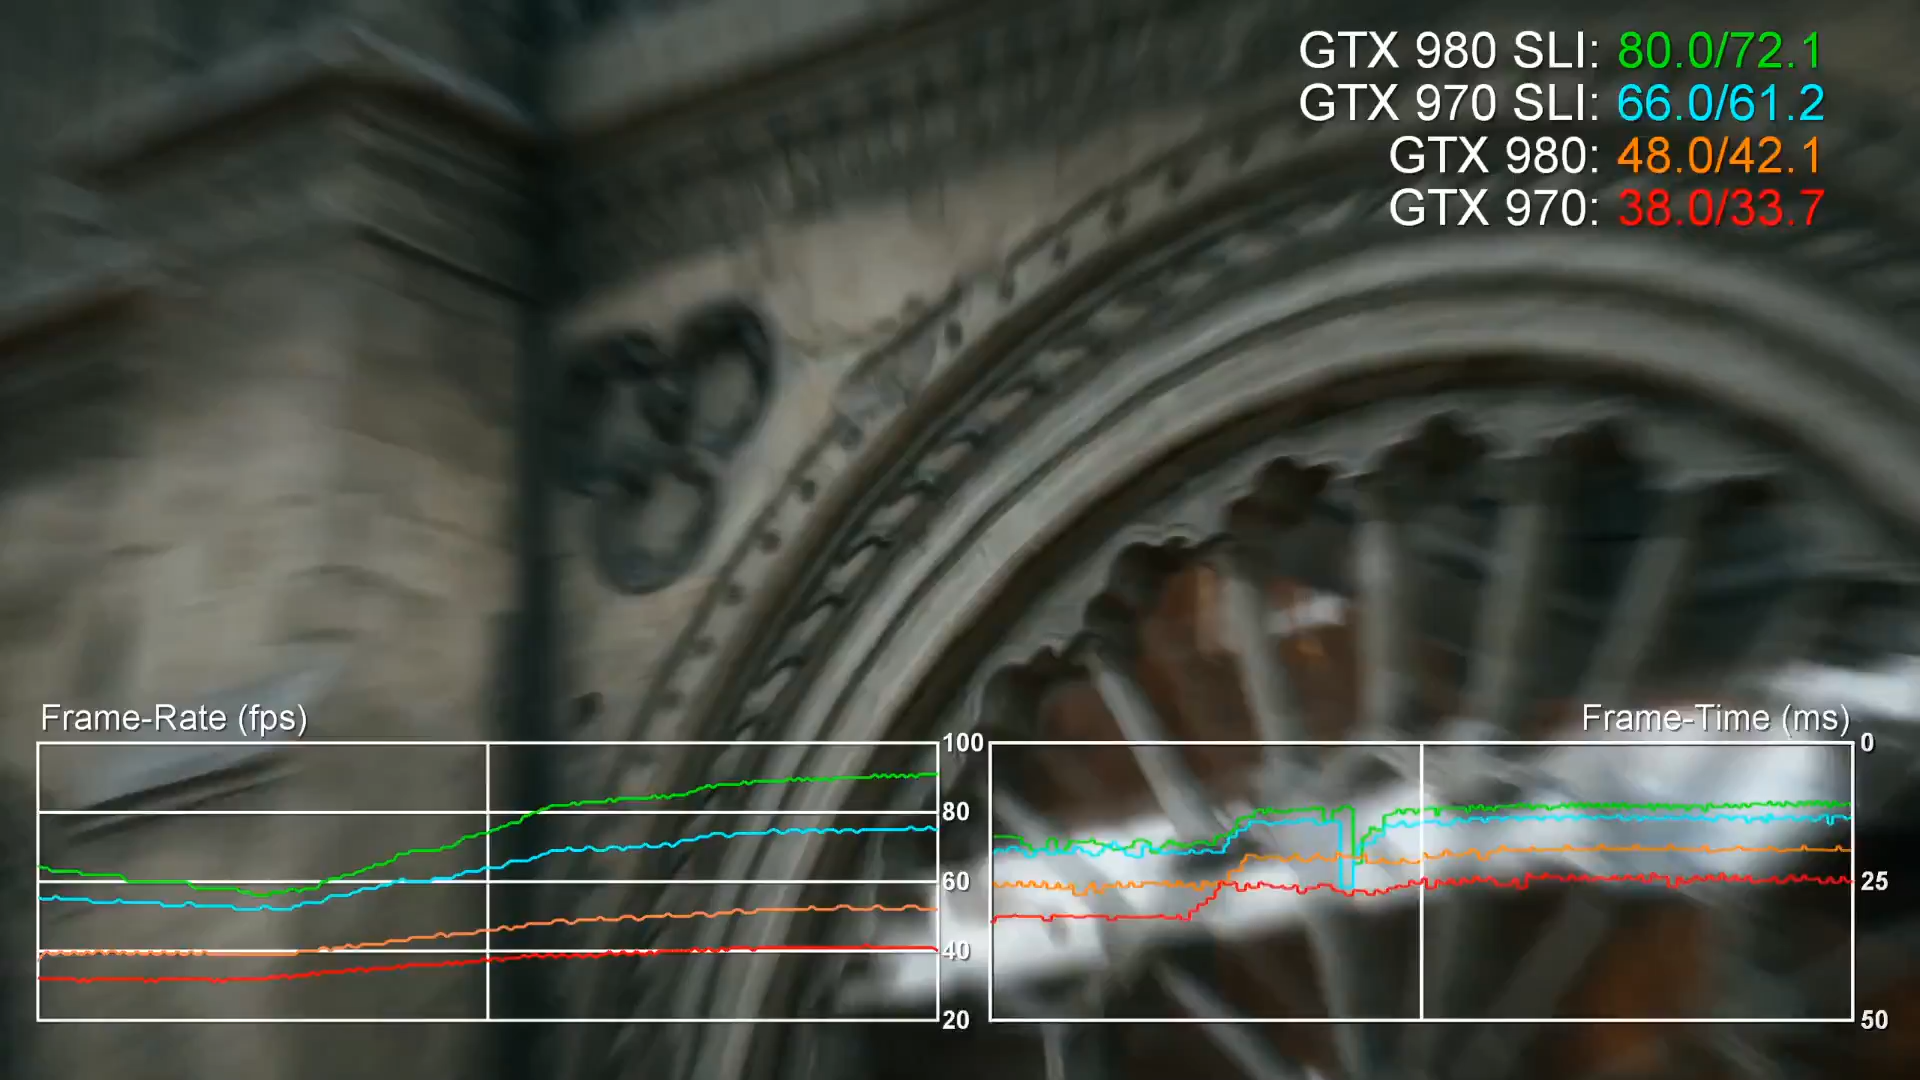 GTX 980 SLI: 80.0/72.1
GTX 970 SLI: 66.0/61.2
GTX 980: 48.0/42.1
GTX 970: 38.0/33.7
Frame-Rate (fps)
100
80
60
40
20
Frame-Time (ms)
0
25
50